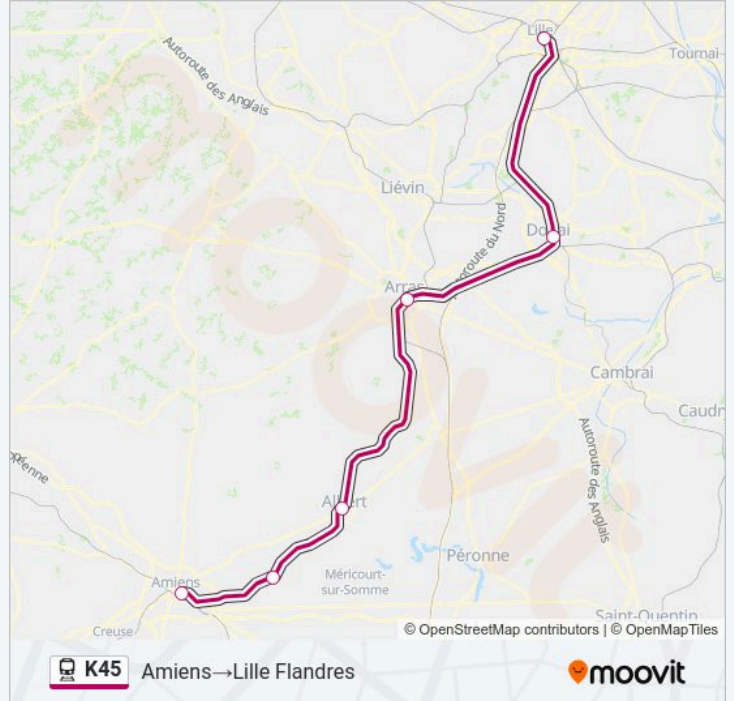 Lille
Tournai
Autoroute des Anglais
Liévin
Autoroute du Nord
Arras
Cambrai
Caudr
Autoroute des Anglais
Albert
Péronne
Amiens
Méricourt-
sur-Somme
Saint-Quentin
Creuse
moovit
© OpenStreetMap contributors | © OpenMapTiles
K45 Amiens→Lille Flandres
moovit